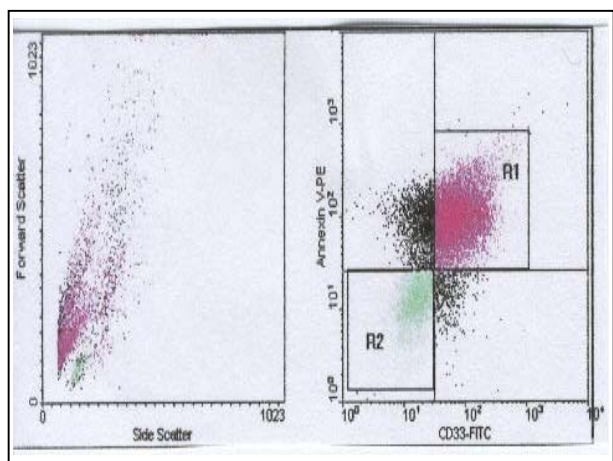 1023
Forward Scatter
0
0
1023
Side Scatter
Annexin V-PE
10³
10²
10¹
10⁰
R1
R2
10⁰
10¹
10²
10³
10⁴
CD33-FITC